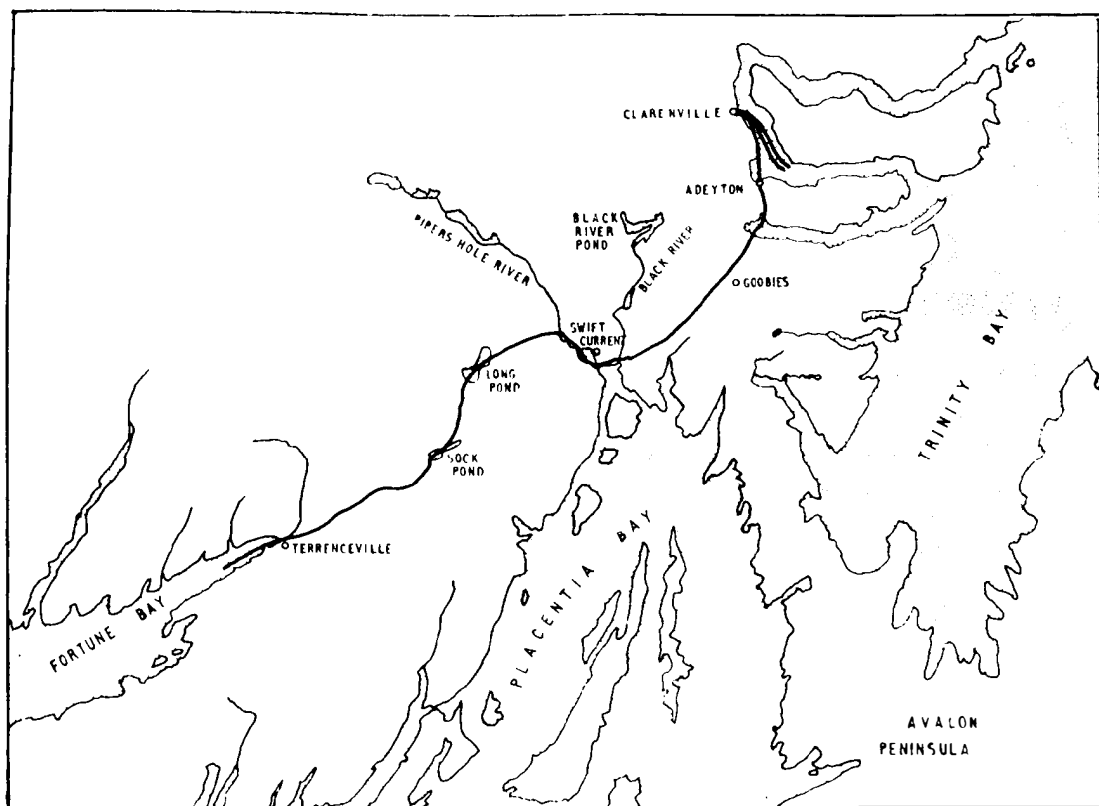 CLARENVILLE
ADEYTON
BLACK
RIVER
POND
PIPERS HOLE RIVER
BLACK RIVER
GOOBIES
SWIFT
CURRENT
LONG
POND
TRINITY BAY
SOCK
POND
TERRENCEVILLE
PLACENTIA BAY
FORTUNE BAY
AVALON
PENINSULA